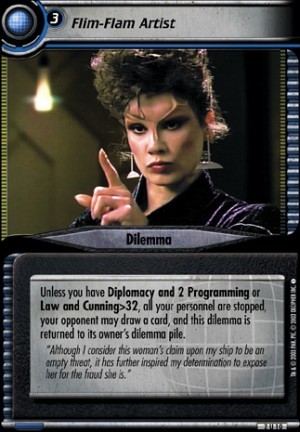 3
Flim-Flam Artist
Dilemma
Unless you have Diplomacy and 2 Programming or
Law and Cunning>32, all your personnel are stopped,
your opponent may draw a card, and this dilemma is
returned to its owner's dilemma pile.
"Although I consider this woman's claim upon my ship to be an
empty threat, it has further inspired my determination to expose
her for the fraud she is."